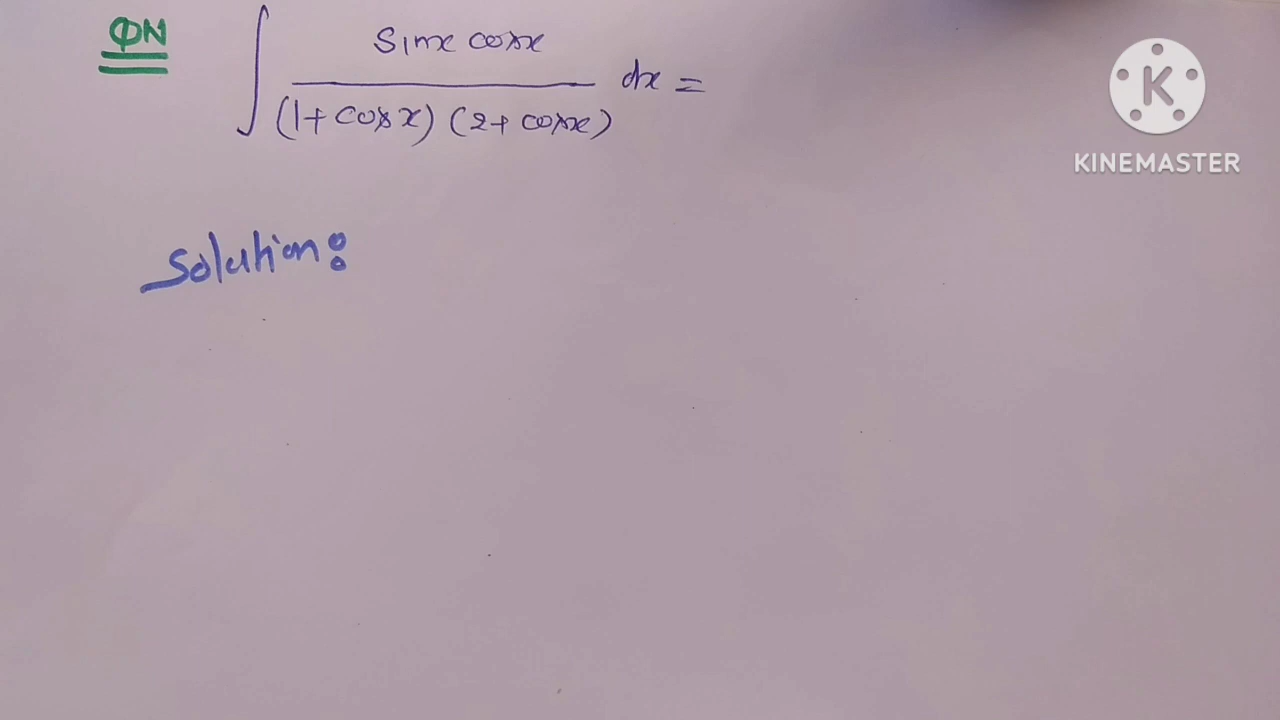 QN
∫ sinx cosx / (1+cosx) (2+cosx) dx =
KINEMASTER
Solution: